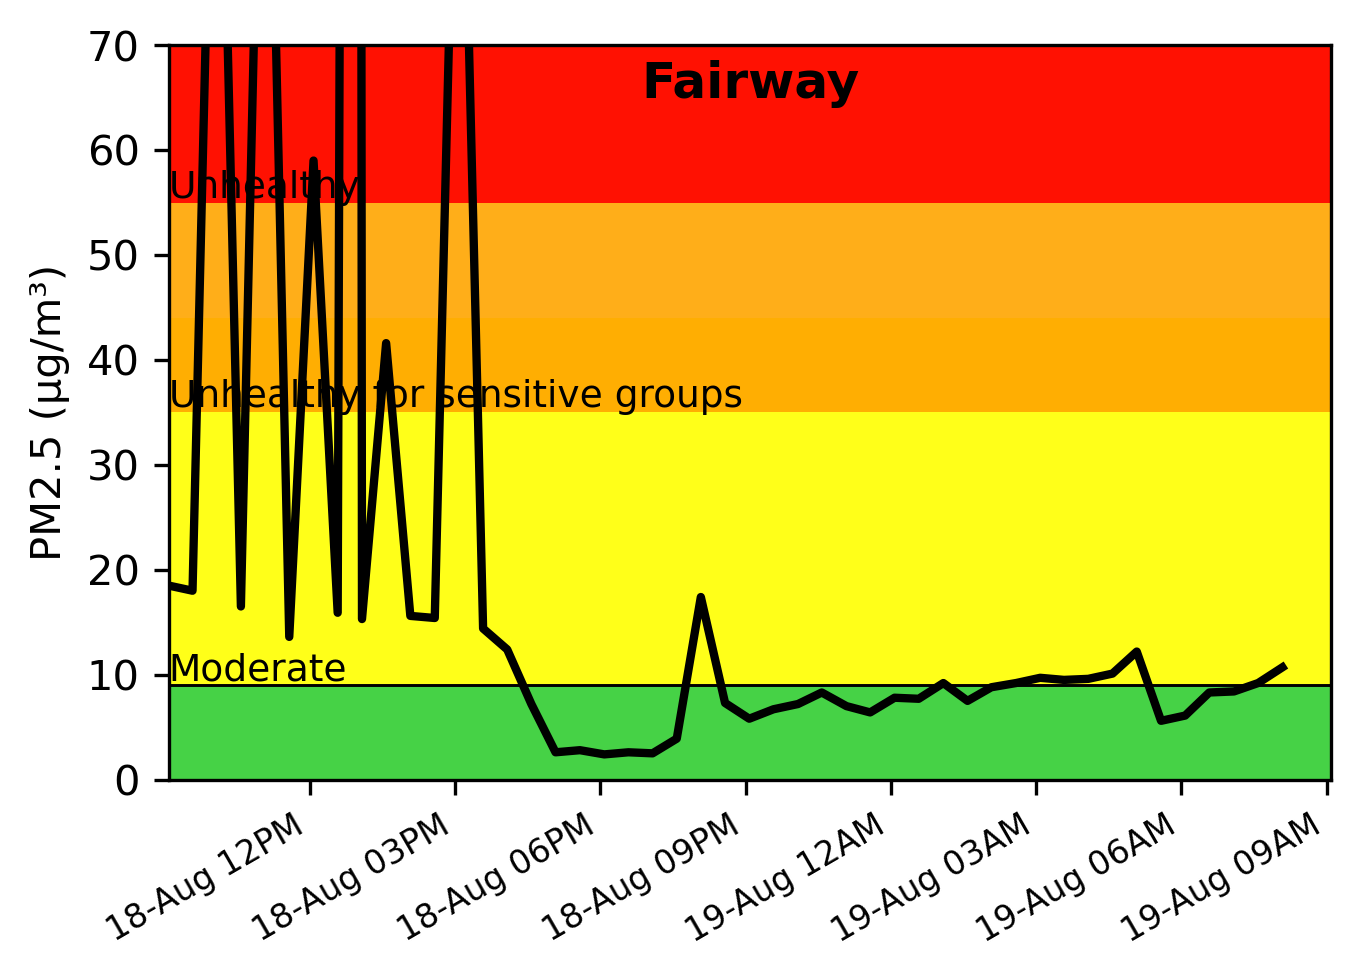 Fairway
PM2.5 (μg/m³)
70
60
50
40
30
20
10
0
Unhealthy
Unhealthy for sensitive groups
Moderate
18-Aug 12PM
18-Aug 03PM
18-Aug 06PM
18-Aug 09PM
19-Aug 12AM
19-Aug 03AM
19-Aug 06AM
19-Aug 09AM